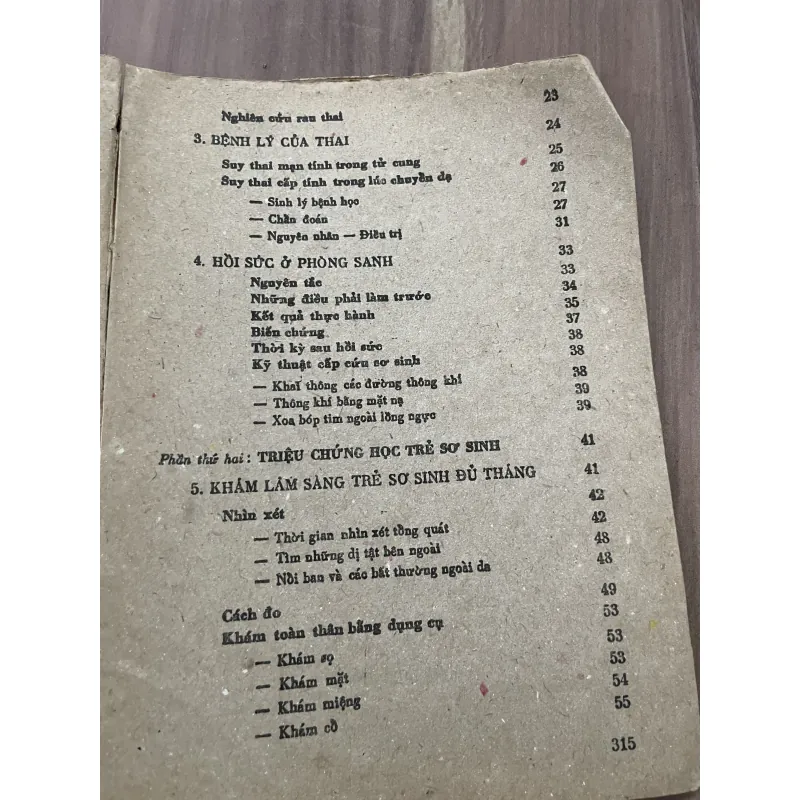 Nghiên cứu rau thai 23
3. BỆNH LÝ CỦA THAI 24
Suy thai mạn tính trong tử cung 25
Suy thai cấp tính trong lúc chuyển dạ 26
— Sinh lý bệnh học 27
— Chẩn đoán 27
— Nguyên nhân — Điều trị 31
4. HỒI SỨC Ở PHÒNG SANH 33
Nguyên tắc 33
Những điều phải làm trước 34
Kết quả thực hành 35
Biến chứng 37
Thời kỳ sau hồi sức 38
Kỹ thuật cấp cứu sơ sinh 38
— Khai thông các đường thông khí 38
— Thông khí bằng mặt nạ 39
— Xoa bóp tim ngoài lồng ngực 39
Phần thứ hai: TRIỆU CHỨNG HỌC TRẺ SƠ SINH 41
5. KHÁM LÂM SÀNG TRẺ SƠ SINH ĐỦ THÁNG 41
Nhìn xét 42
— Thời gian nhìn xét tổng quát 42
— Tìm những dị tật bên ngoài 48
— Nổi ban và các bất thường ngoài da 48
Cách đo 49
Khám toàn thân bằng dụng cụ 53
— Khám sọ 53
— Khám mặt 53
— Khám miệng 54
— Khám cổ 55
315